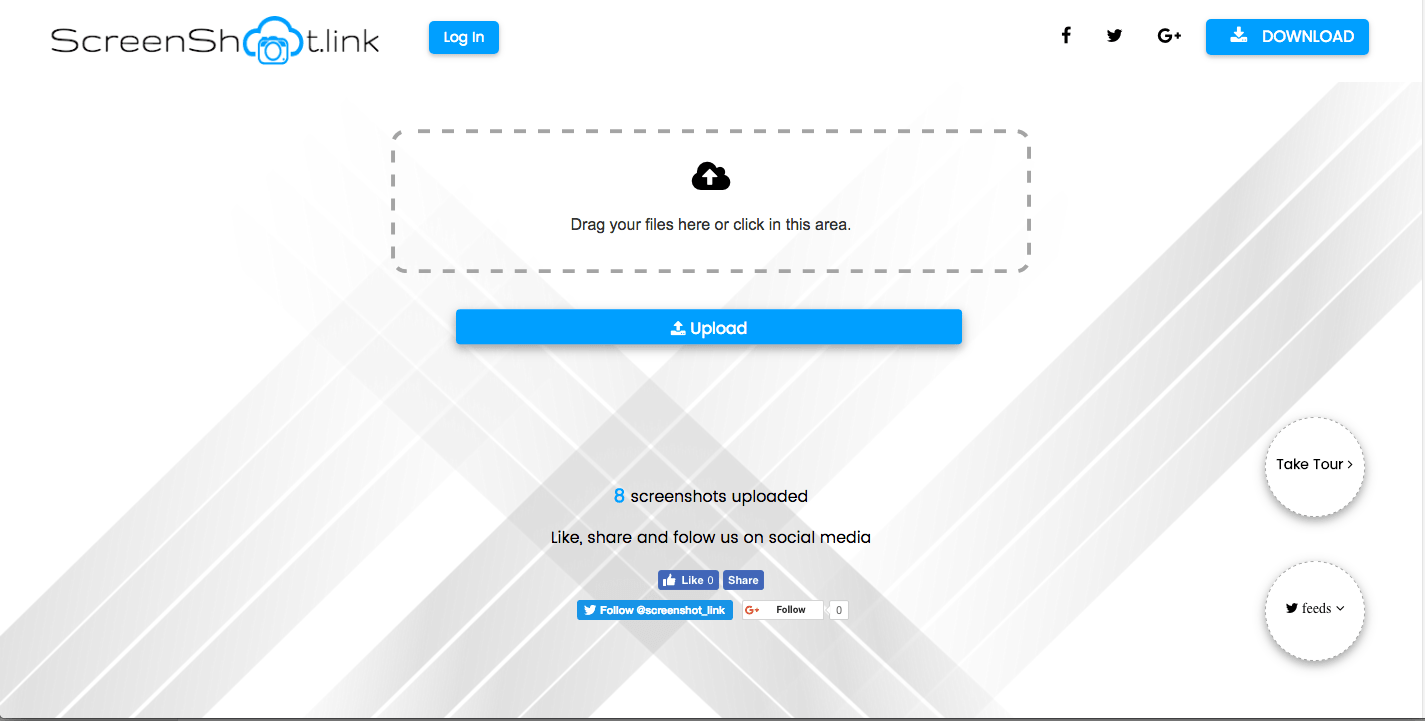 ScreenShot.link
Log In
DOWNLOAD
Drag your files here or click in this area.
Upload
Take Tour >
8 screenshots uploaded
Like, share and folow us on social media
Like 0 Share
Follow @screenshot_link G+ Follow 0
feeds